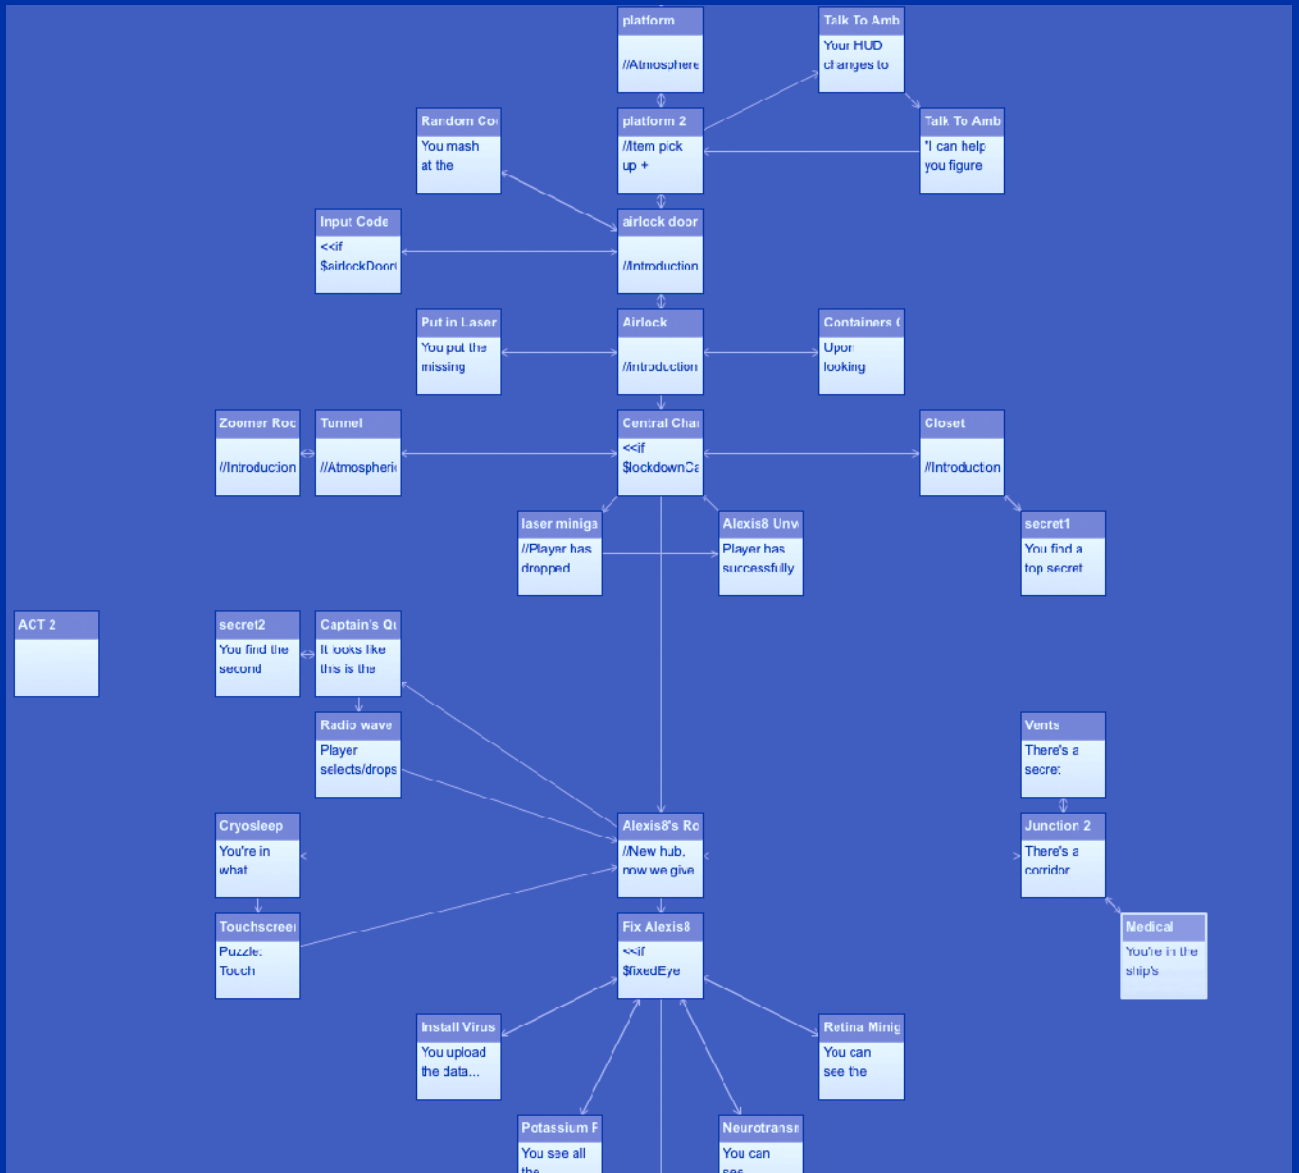 platform
//Atmosphere
Talk To Amb
Your HUD
changes to
Random Co
You mash
at the
platform 2
//Item pick
up +
Talk To Amb
"I can help
you figure
Input Code
<<if
$airlockDoor
airlock door
//Introduction
Put in Laser
You put the
missing
Airlock
//Introduction
Containers
Upon
looking
Zoomer Roc
//Introduction
Tunnel
//Atmospheri
Central Cha
<<if
$lockdownCa
Closet
//Introduction
laser miniga
//Player has
dropped
Alexis8 Unv
Player has
successfully
secret1
You find a
top secret
ACT 2
secret2
You find the
second
Captain's Qu
It looks like
this is the
Radio wave
Player
selects/drops
Vents
There's a
secret
Cryosleep
You're in
what
Alexis8's Ro
//New hub,
now we give
Junction 2
There's a
corridor
Touchscreen
Puzzle:
Touch
Fix Alexis8
<<if
$fixedEye
Medical
You're in the
ship's
Install Virus
You upload
the data...
Retina Minig
You can
see the
Potassium F
You see all
the
Neurotransm
You can
see